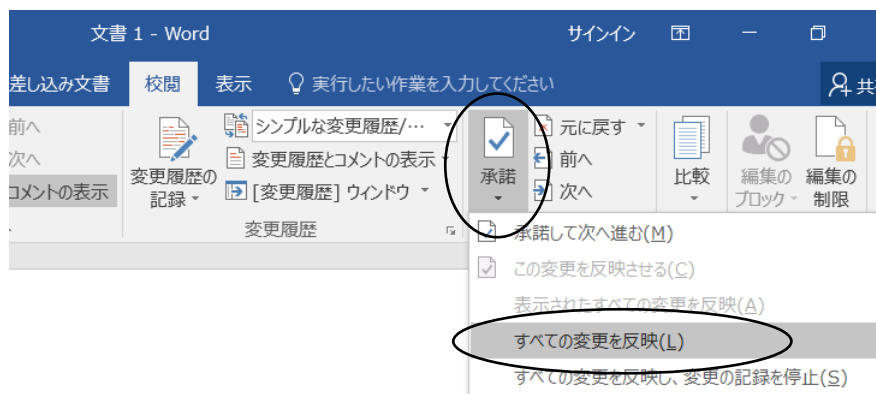 文書 1 - Word サインイン
差し込み文書 校閲 表示 実行したい作業を入力してください 共
前へ
次へ
コメントの表示
変更履歴の
記録
シンプルな変更履歴/…
変更履歴とコメントの表示
[変更履歴] ウィンドウ
変更履歴
承諾
元に戻す
前へ
次へ
比較
編集の
ブロック
編集の
制限
承諾して次へ進む(M)
この変更を反映させる(C)
表示されたすべての変更を反映(A)
すべての変更を反映(L)
すべての変更を反映し、変更の記録を停止(S)